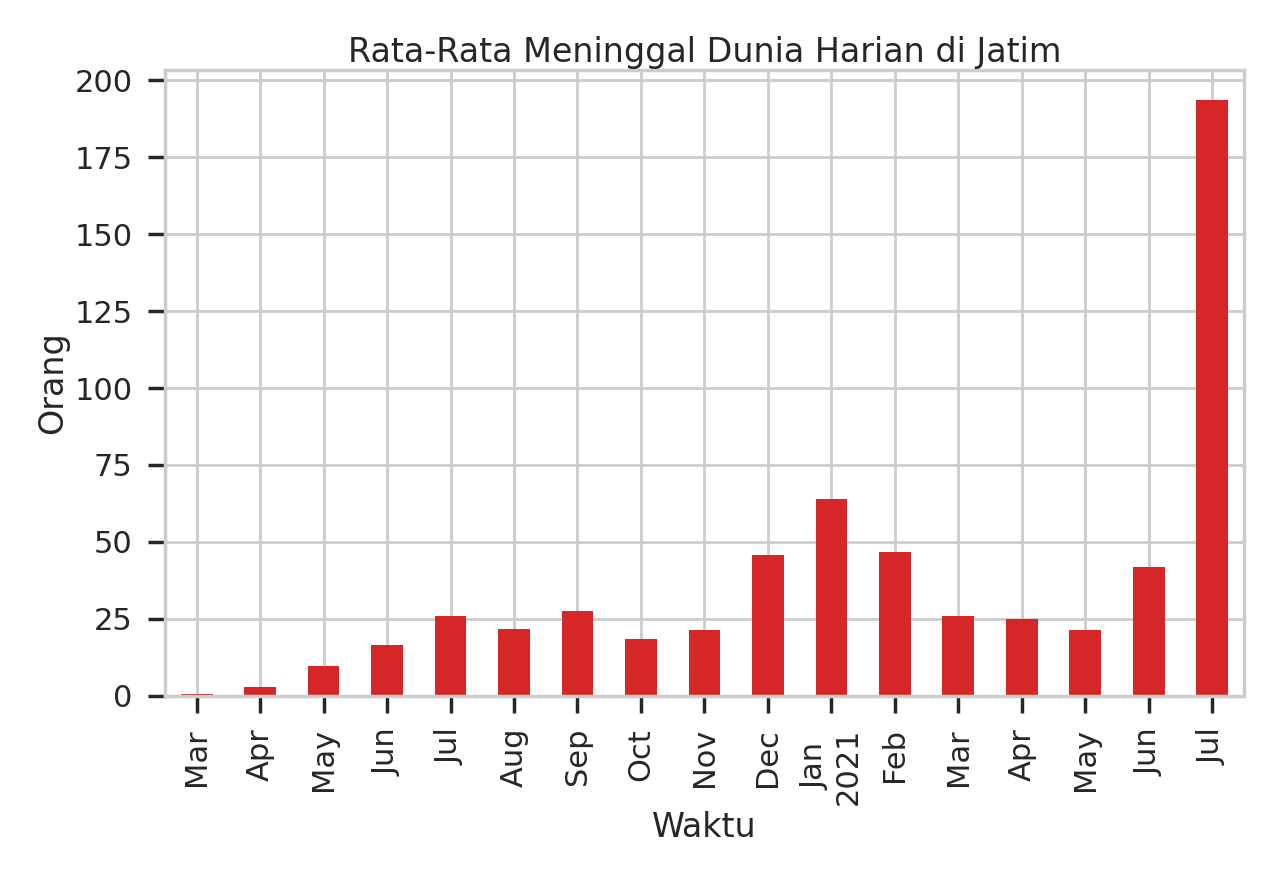 Rata-Rata Meninggal Dunia Harian di Jatim
200
175
150
125
100
75
50
25
0
Orang
Mar
Apr
May
Jun
Jul
Aug
Sep
Oct
Nov
Dec
Jan
2021
Feb
Mar
Apr
May
Jun
Jul
Waktu